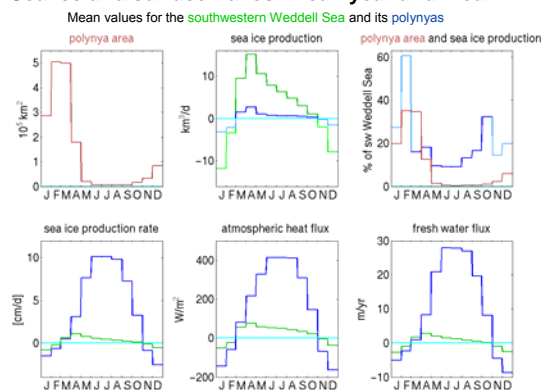 Mean values for the southwestern Weddell Sea and its polynyas
polynya area
sea ice production
polynya area and sea ice production
10⁵ km²
5
4
3
2
1
0
J F M A M J J A S O N D
km³/d
10
0
−10
J F M A M J J A S O N D
% of sw Weddell Sea
60
40
20
0
J F M A M J J A S O N D
sea ice production rate
atmospheric heat flux
fresh water flux
[cm/d]
10
5
0
J F M A M J J A S O N D
W/m²
400
200
0
−200
J F M A M J J A S O N D
m/yr
30
20
10
0
−10
J F M A M J J A S O N D